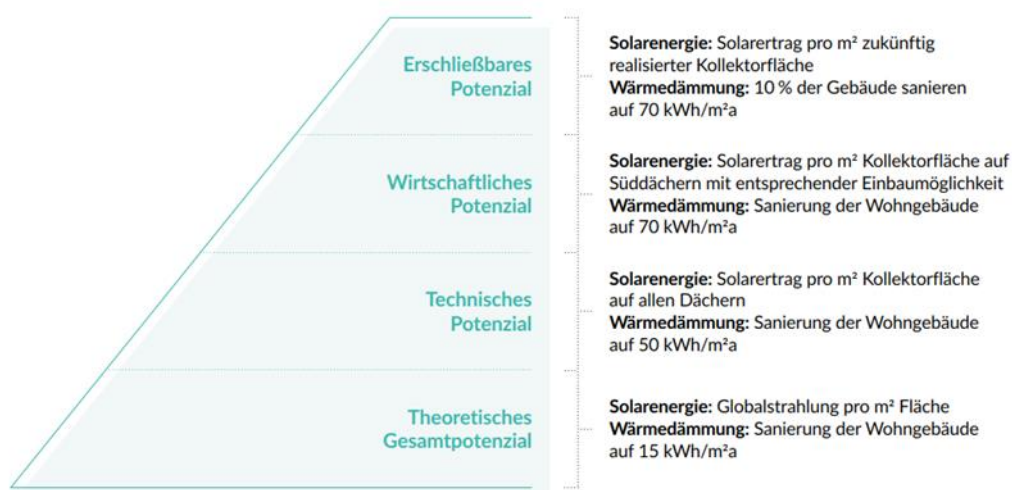 Erschließbares
Potenzial
Solarenergie: Solarertrag pro m² zukünftig
realisierter Kollektorfläche
Wärmedämmung: 10 % der Gebäude sanieren
auf 70 kWh/m²a
Wirtschaftliches
Potenzial
Solarenergie: Solarertrag pro m² Kollektorfläche auf
Süddächern mit entsprechender Einbaumöglichkeit
Wärmedämmung: Sanierung der Wohngebäude
auf 70 kWh/m²a
Technisches
Potenzial
Solarenergie: Solarertrag pro m² Kollektorfläche
auf allen Dächern
Wärmedämmung: Sanierung der Wohngebäude
auf 50 kWh/m²a
Theoretisches
Gesamtpotenzial
Solarenergie: Globalstrahlung pro m² Fläche
Wärmedämmung: Sanierung der Wohngebäude
auf 15 kWh/m²a